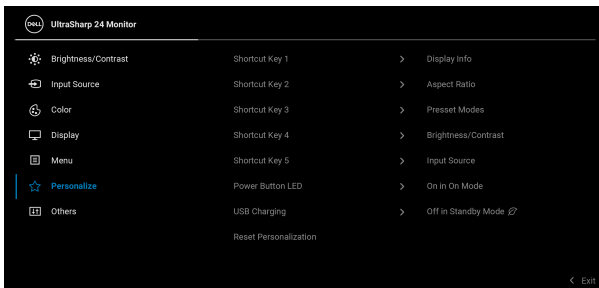 DELL UltraSharp 24 Monitor
Brightness/Contrast Shortcut Key 1 > Display Info
Input Source Shortcut Key 2 > Aspect Ratio
Color Shortcut Key 3 > Presset Modes
Display Shortcut Key 4 > Brightness/Contrast
Menu Shortcut Key 5 > Input Source
Personalize Power Button LED > On in On Mode
Others USB Charging > Off in Standby Mode
Reset Personalization
< Exit